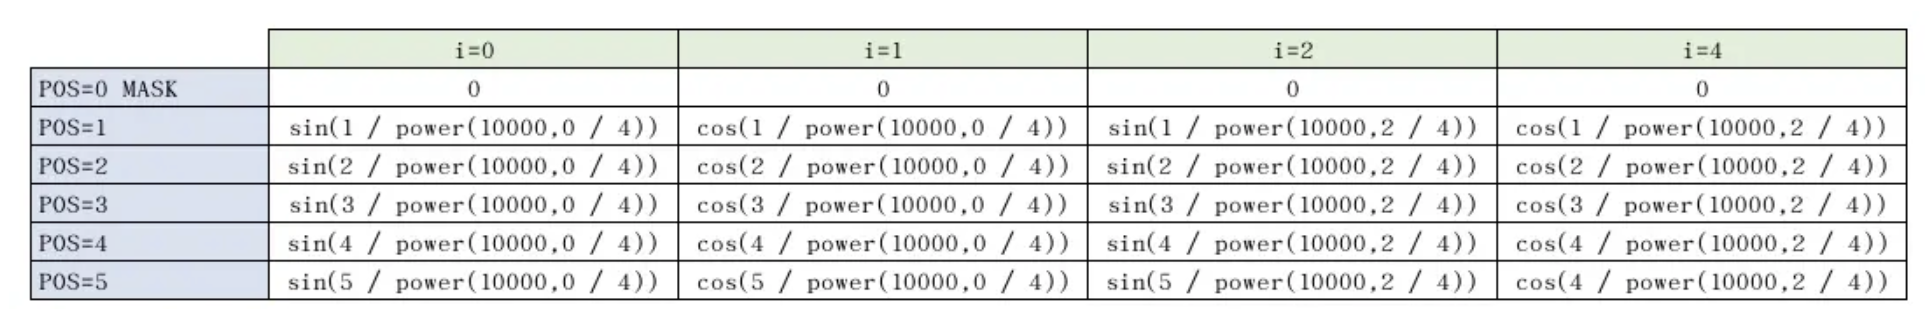 i=0 i=1 i=2 i=4
POS=0 MASK 0 0 0 0
POS=1 sin(1 / power(10000,0 / 4)) cos(1 / power(10000,0 / 4)) sin(1 / power(10000,2 / 4)) cos(1 / power(10000,2 / 4))
POS=2 sin(2 / power(10000,0 / 4)) cos(2 / power(10000,0 / 4)) sin(2 / power(10000,2 / 4)) cos(2 / power(10000,2 / 4))
POS=3 sin(3 / power(10000,0 / 4)) cos(3 / power(10000,0 / 4)) sin(3 / power(10000,2 / 4)) cos(3 / power(10000,2 / 4))
POS=4 sin(4 / power(10000,0 / 4)) cos(4 / power(10000,0 / 4)) sin(4 / power(10000,2 / 4)) cos(4 / power(10000,2 / 4))
POS=5 sin(5 / power(10000,0 / 4)) cos(5 / power(10000,0 / 4)) sin(5 / power(10000,2 / 4)) cos(4 / power(10000,2 / 4))